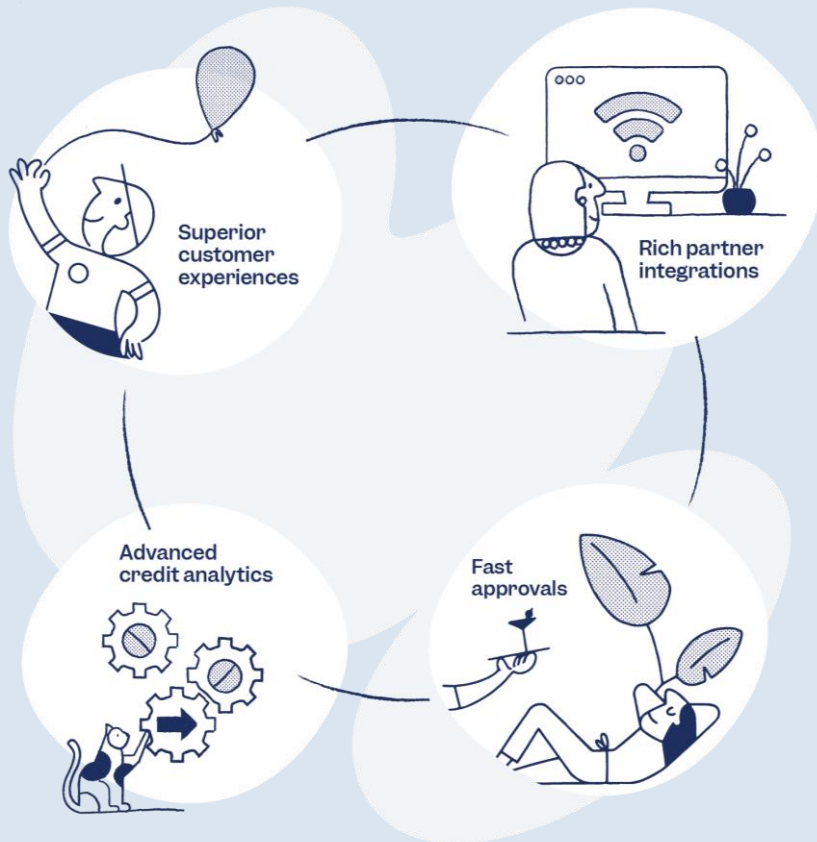 Superior
customer
experiences
Rich partner
integrations
Advanced
credit analytics
Fast
approvals